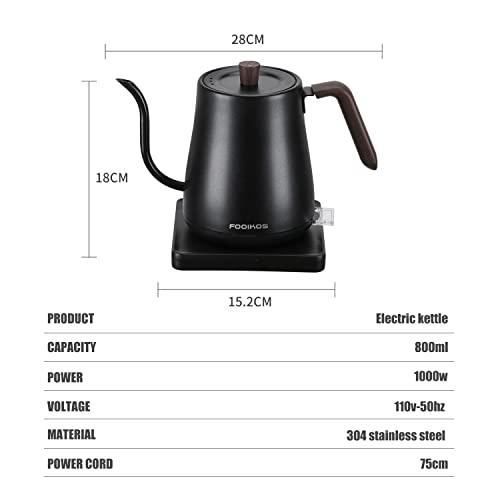 28CM
18CM
FOOIKOS
15.2CM
PRODUCT Electric kettle
CAPACITY 800ml
POWER 1000w
VOLTAGE 110v-50hz
MATERIAL 304 stainless steel
POWER CORD 75cm